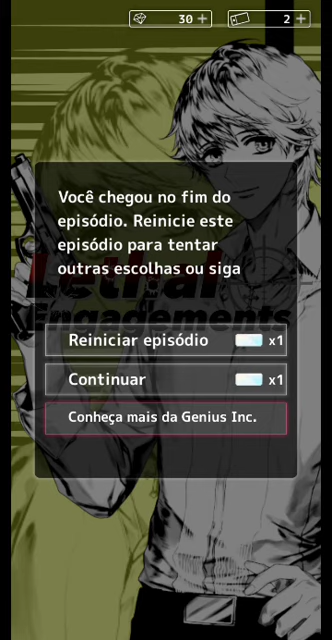 30 +
2 +
Você chegou no fim do
episódio. Reinicie este
episódio para tentar
outras escolhas ou siga
Lethal
Engagements
Reiniciar episódio x1
Continuar x1
Conheça mais da Genius Inc.